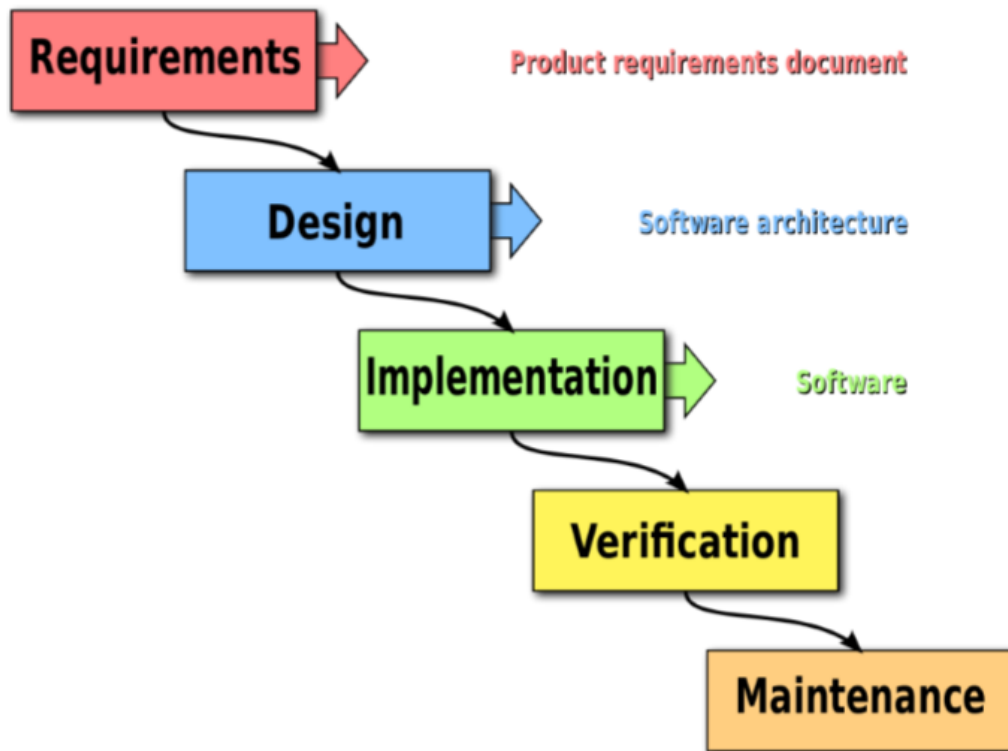 Requirements
Product requirements document
Design
Software architecture
Implementation
Software
Verification
Maintenance